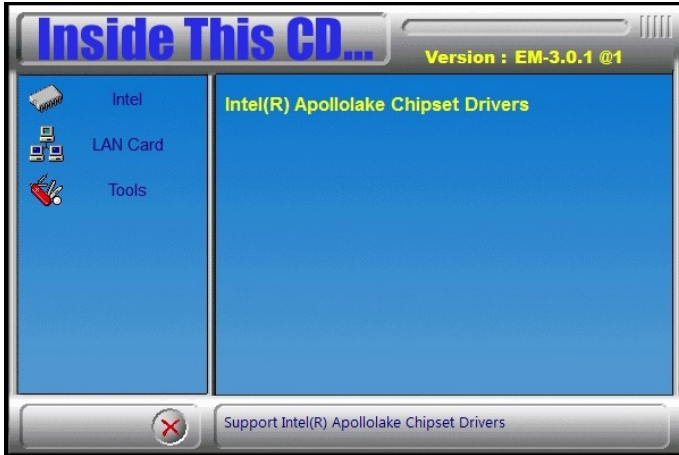 Inside This CD...
Version : EM-3.0.1 @1
Intel
LAN Card
Tools
Intel(R) Apollolake Chipset Drivers
Support Intel(R) Apollolake Chipset Drivers